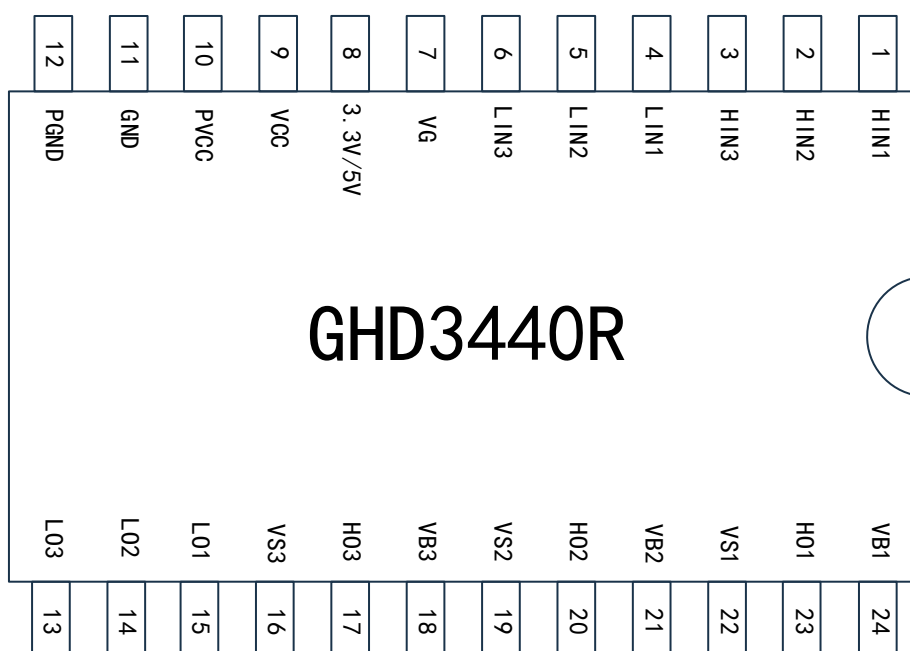 12 11 10 9 8 7 6 5 4 3 2 1
PGND GND PVCC VCC 3.3V/5V VG LIN3 LIN2 LIN1 HIN3 HIN2 HIN1
GHD3440R
LO3 LO2 LO1 VS3 HO3 VB3 VS2 HO2 VB2 VS1 HO1 VB1
13 14 15 16 17 18 19 20 21 22 23 24